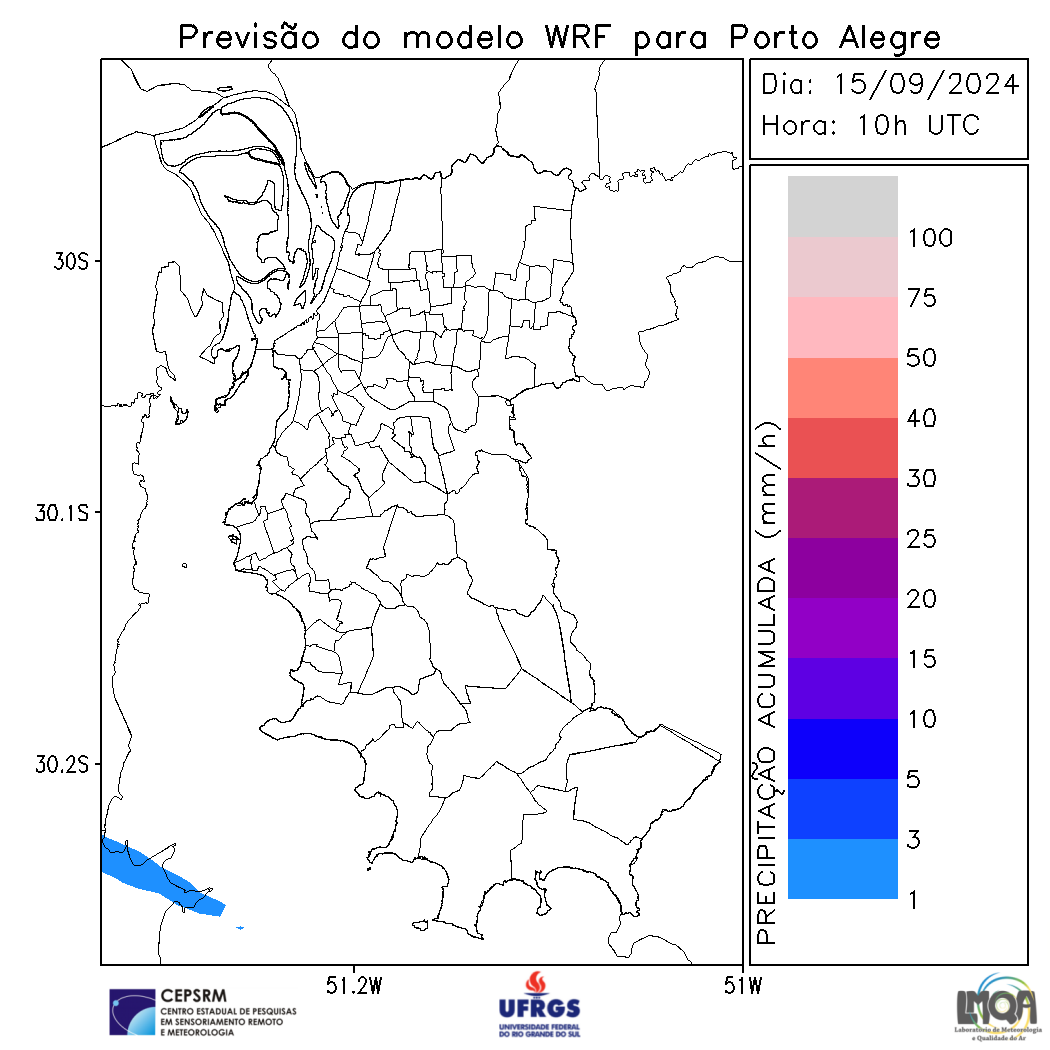 Previsão do modelo WRF para Porto Alegre
Dia: 15/09/2024
Hora: 10h UTC
100
75
50
40
30
25
20
15
10
5
3
1
PRECIPITAÇÃO ACUMULADA (mm/h)
30S
30.1S
30.2S
51.2W
51W
CEPSRM
CENTRO ESTADUAL DE PESQUISAS
EM SENSORIAMENTO REMOTO
E METEOROLOGIA
UFRGS
UNIVERSIDADE FEDERAL
DO RIO GRANDE DO SUL
LMQA
Laboratório de Meteorologia
e Qualidade do Ar